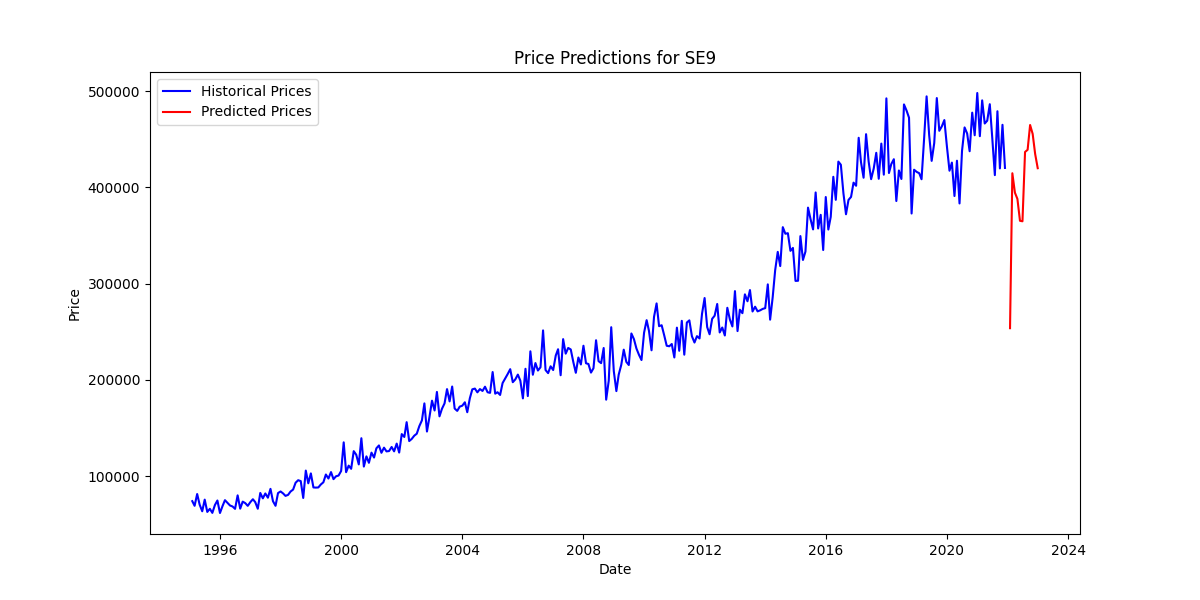 Price Predictions for SE9
Historical Prices
Predicted Prices
500000
400000
300000
200000
100000
Price
1996 2000 2004 2008 2012 2016 2020 2024
Date